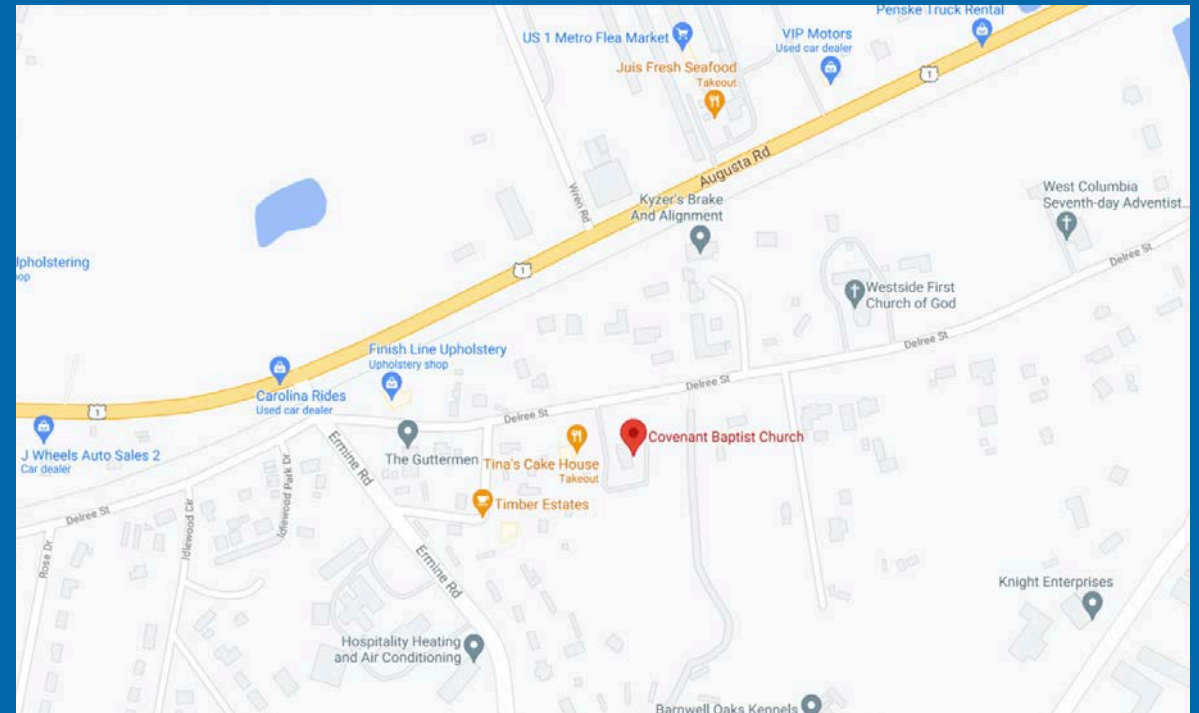 Penske Truck Rental
US 1 Metro Flea Market
VIP Motors
Used car dealer
Juis Fresh Seafood
Takeout
1
Augusta Rd
Wren Rd
Kyzer's Brake
And Alignment
West Columbia
Seventh-day Adventist...
Delree St
Upholstering
1
Westside First
Church of God
Delree St
Finish Line Upholstery
Upholstery shop
Delree St
Carolina Rides
Used car dealer
1
Delree St
Covenant Baptist Church
J Wheels Auto Sales 2
Car dealer
The Guttermen
Tina's Cake House
Takeout
Ermine Rd
Idlewood Park Dr
Timber Estates
Delree St
Idlewood Cir
Rose Dr
Ermine Rd
Knight Enterprises
Hospitality Heating
and Air Conditioning
Barnwell Oaks Kennels